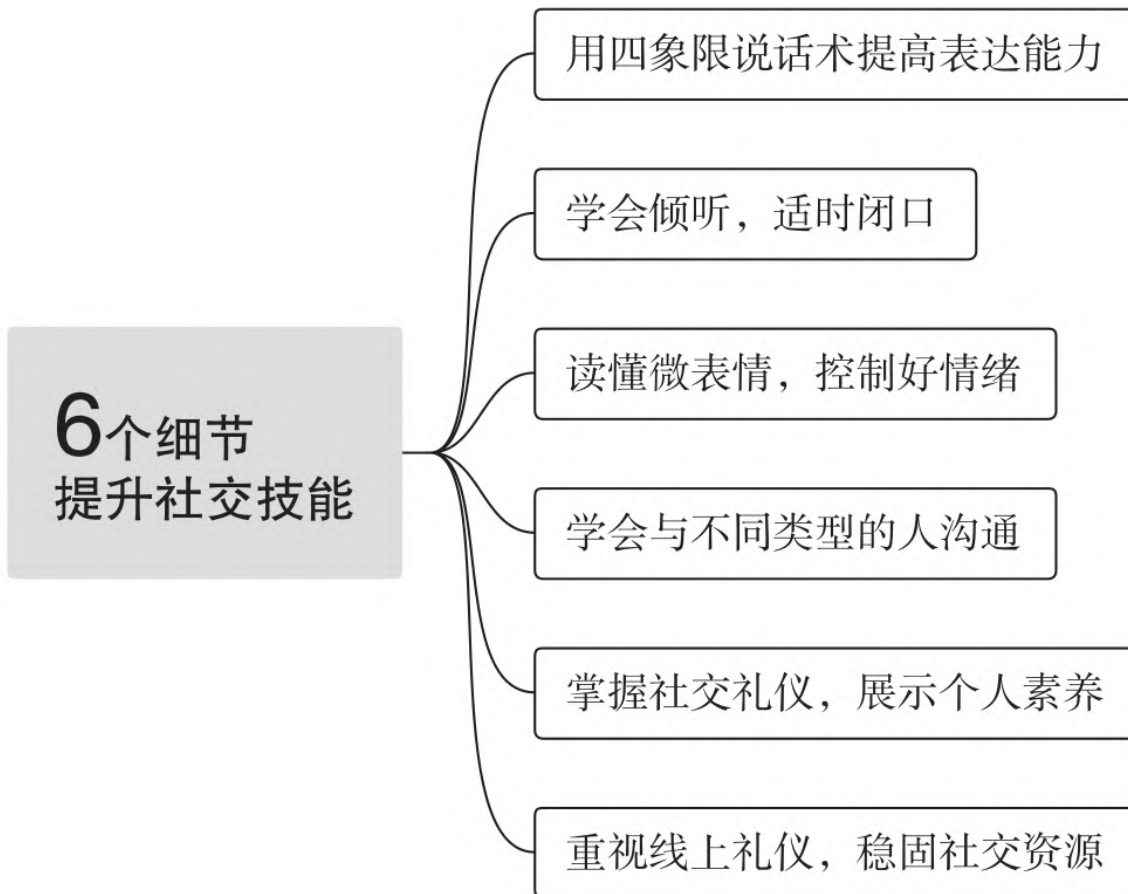 6个细节
提升社交技能
用四象限说话术提高表达能力
学会倾听，适时闭口
读懂微表情，控制好情绪
学会与不同类型的人沟通
掌握社交礼仪，展示个人素养
重视线上礼仪，稳固社交资源